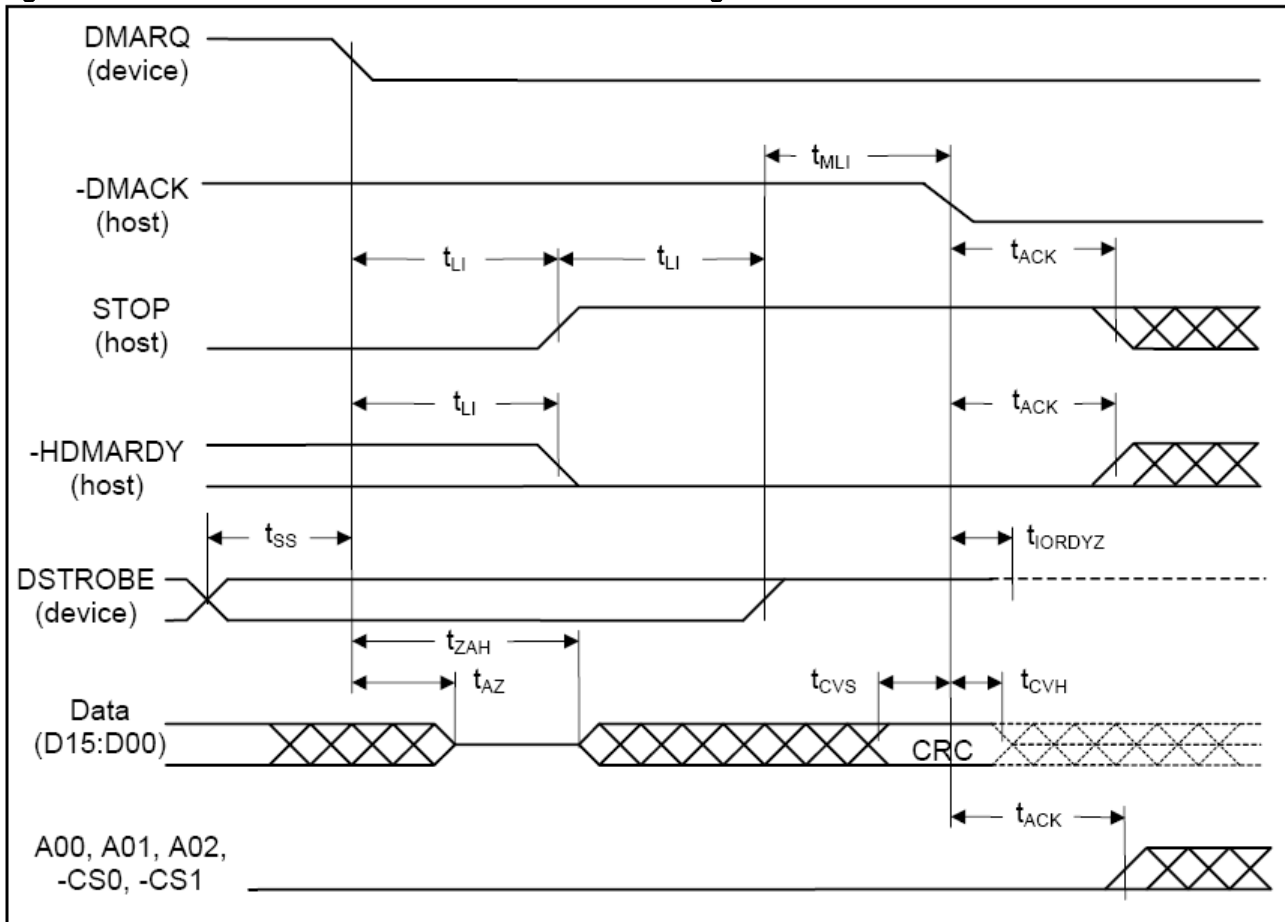 DMARQ
(device)
tMLI
-DMACK
(host)
tLI
tLI
tACK
STOP
(host)
tLI
tACK
-HDMARDY
(host)
tSS
tIORDYZ
DSTROBE
(device)
tZAH
tAZ
tCVS
tCVH
Data
(D15:D00)
CRC
tACK
A00, A01, A02,
-CS0, -CS1